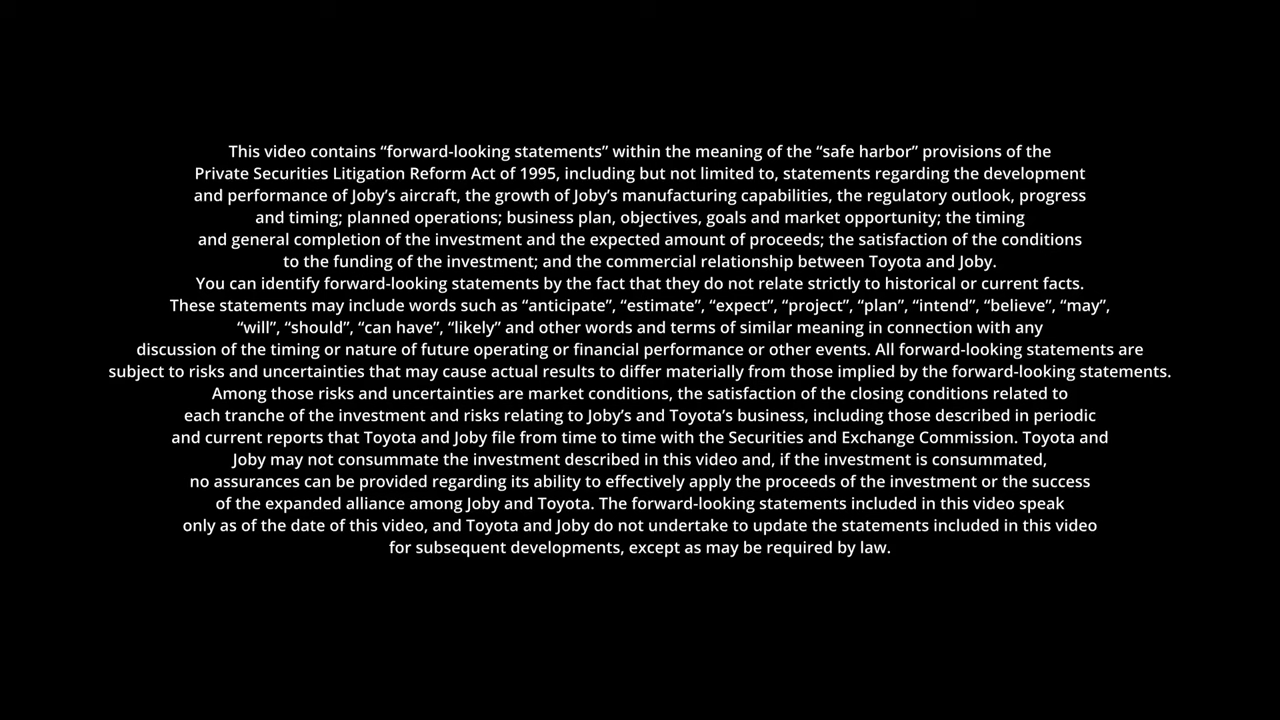 This video contains “forward-looking statements” within the meaning of the “safe harbor” provisions of the
Private Securities Litigation Reform Act of 1995, including but not limited to, statements regarding the development
and performance of Joby’s aircraft, the growth of Joby’s manufacturing capabilities, the regulatory outlook, progress
and timing; planned operations; business plan, objectives, goals and market opportunity; the timing
and general completion of the investment and the expected amount of proceeds; the satisfaction of the conditions
to the funding of the investment; and the commercial relationship between Toyota and Joby.
You can identify forward-looking statements by the fact that they do not relate strictly to historical or current facts.
These statements may include words such as “anticipate”, “estimate”, “expect”, “project”, “plan”, “intend”, “believe”, “may”,
“will”, “should”, “can have”, “likely” and other words and terms of similar meaning in connection with any
discussion of the timing or nature of future operating or financial performance or other events. All forward-looking statements are
subject to risks and uncertainties that may cause actual results to differ materially from those implied by the forward-looking statements.
Among those risks and uncertainties are market conditions, the satisfaction of the closing conditions related to
each tranche of the investment and risks relating to Joby’s and Toyota’s business, including those described in periodic
and current reports that Toyota and Joby file from time to time with the Securities and Exchange Commission. Toyota and
Joby may not consummate the investment described in this video and, if the investment is consummated,
no assurances can be provided regarding its ability to effectively apply the proceeds of the investment or the success
of the expanded alliance among Joby and Toyota. The forward-looking statements included in this video speak
only as of the date of this video, and Toyota and Joby do not undertake to update the statements included in this video
for subsequent developments, except as may be required by law.